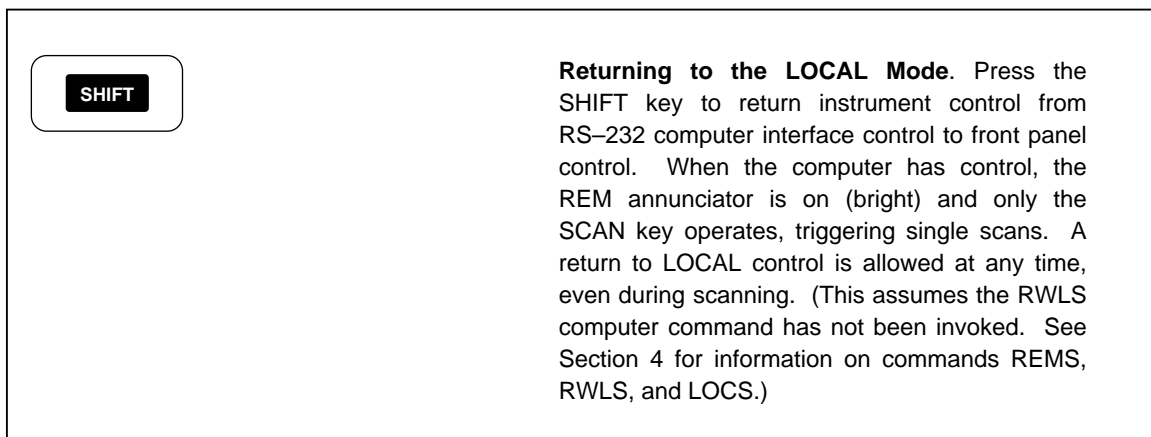 SHIFT
Returning to the LOCAL Mode. Press the
SHIFT key to return instrument control from
RS–232 computer interface control to front panel
control. When the computer has control, the
REM annunciator is on (bright) and only the
SCAN key operates, triggering single scans. A
return to LOCAL control is allowed at any time,
even during scanning. (This assumes the RWLS
computer command has not been invoked. See
Section 4 for information on commands REMS,
RWLS, and LOCS.)